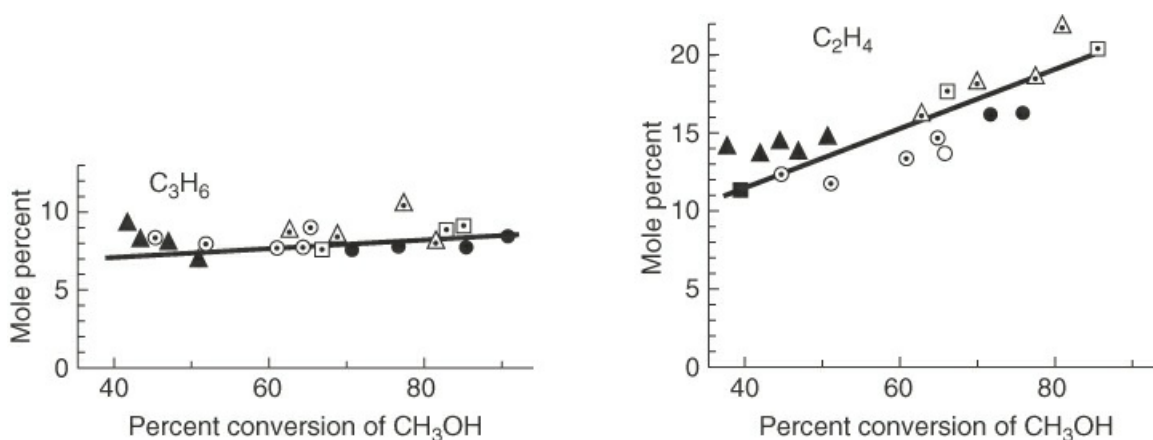 C₃H₆
Mole percent
10
5
0
40
60
80
Percent conversion of CH₃OH
C₂H₄
Mole percent
20
15
10
5
0
40
60
80
Percent conversion of CH₃OH